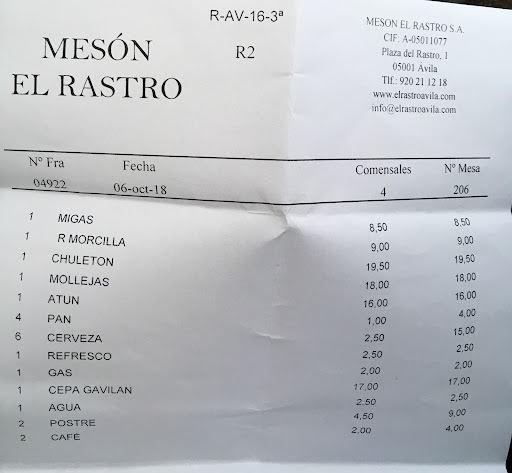 R-AV-16-3ª
MESÓN
EL RASTRO
R2
MESON EL RASTRO S.A.
CIF: A-05011077
Plaza del Rastro, 1
05001 Ávila
Tlf.: 920 21 12 18
www.elrastroavila.com
info@elrastroavila.com
Nº Fra Fecha Comensales Nº Mesa
04922 06-oct-18 4 206
1 MIGAS 8,50 8,50
1 R MORCILLA 9,00 9,00
1 CHULETON 19,50 19,50
1 MOLLEJAS 18,00 18,00
1 ATUN 16,00 16,00
4 PAN 1,00 4,00
6 CERVEZA 2,50 15,00
1 REFRESCO 2,50 2,50
1 GAS 2,00 2,00
1 CEPA GAVILAN 17,00 17,00
1 AGUA 2,50 2,50
2 POSTRE 4,50 9,00
2 CAFÉ 2,00 4,00